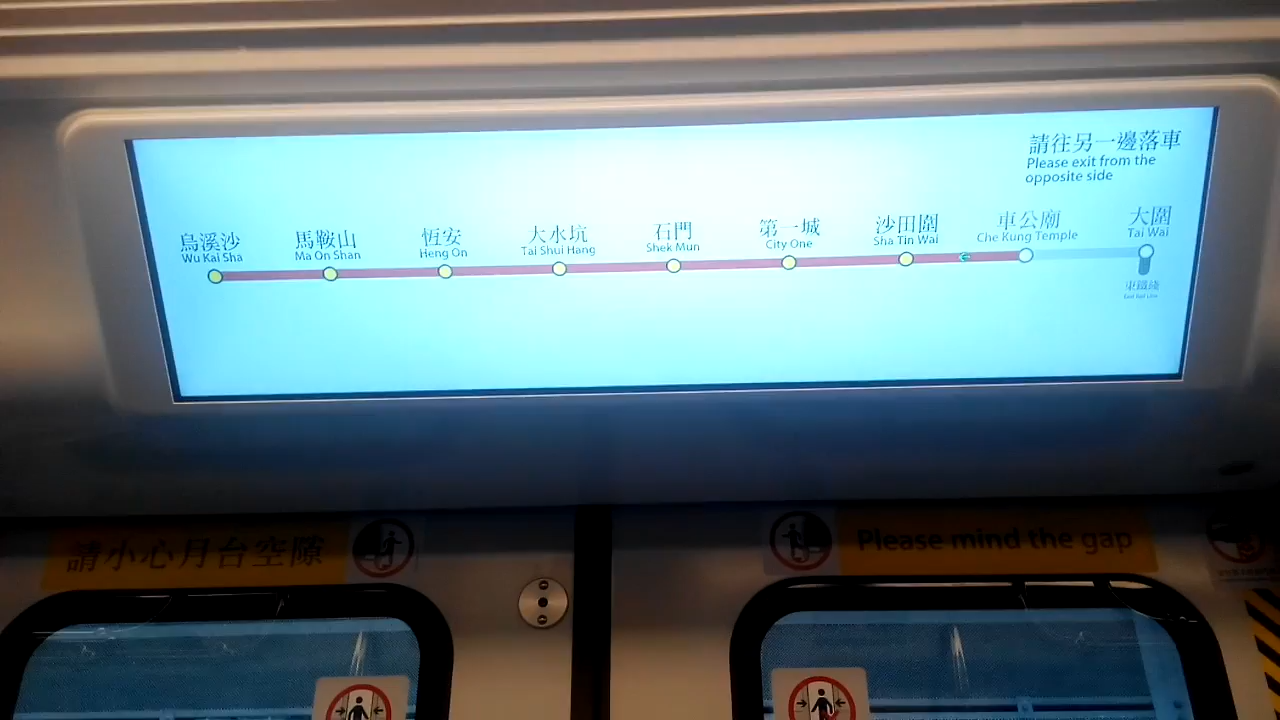 請往另一邊落車
Please exit from the
opposite side
烏溪沙
Wu Kai Sha
馬鞍山
Ma On Shan
恆安
Heng On
大水坑
Tai Shui Hang
石門
Shek Mun
第一城
City One
沙田圍
Sha Tin Wai
車公廟
Che Kung Temple
大圍
Tai Wai
東鐵綫
East Rail Line
請小心月台空隙
Please mind the gap